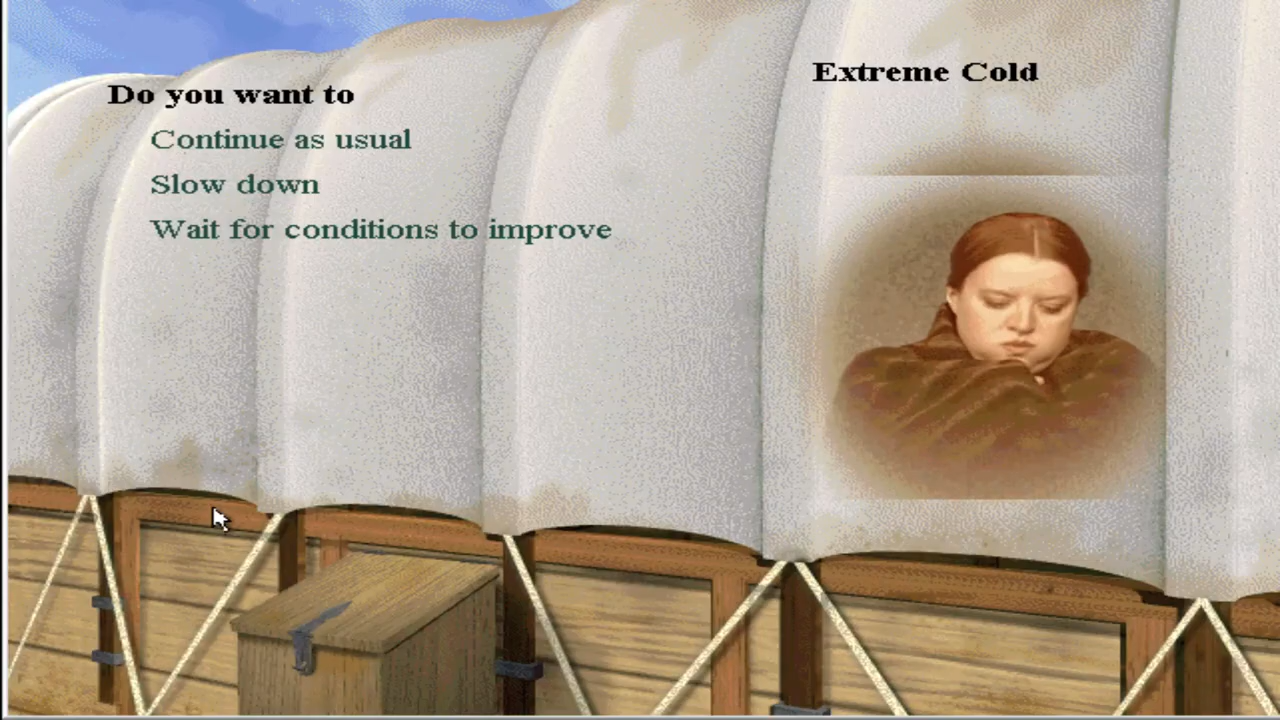 Do you want to
Continue as usual
Slow down
Wait for conditions to improve
Extreme Cold